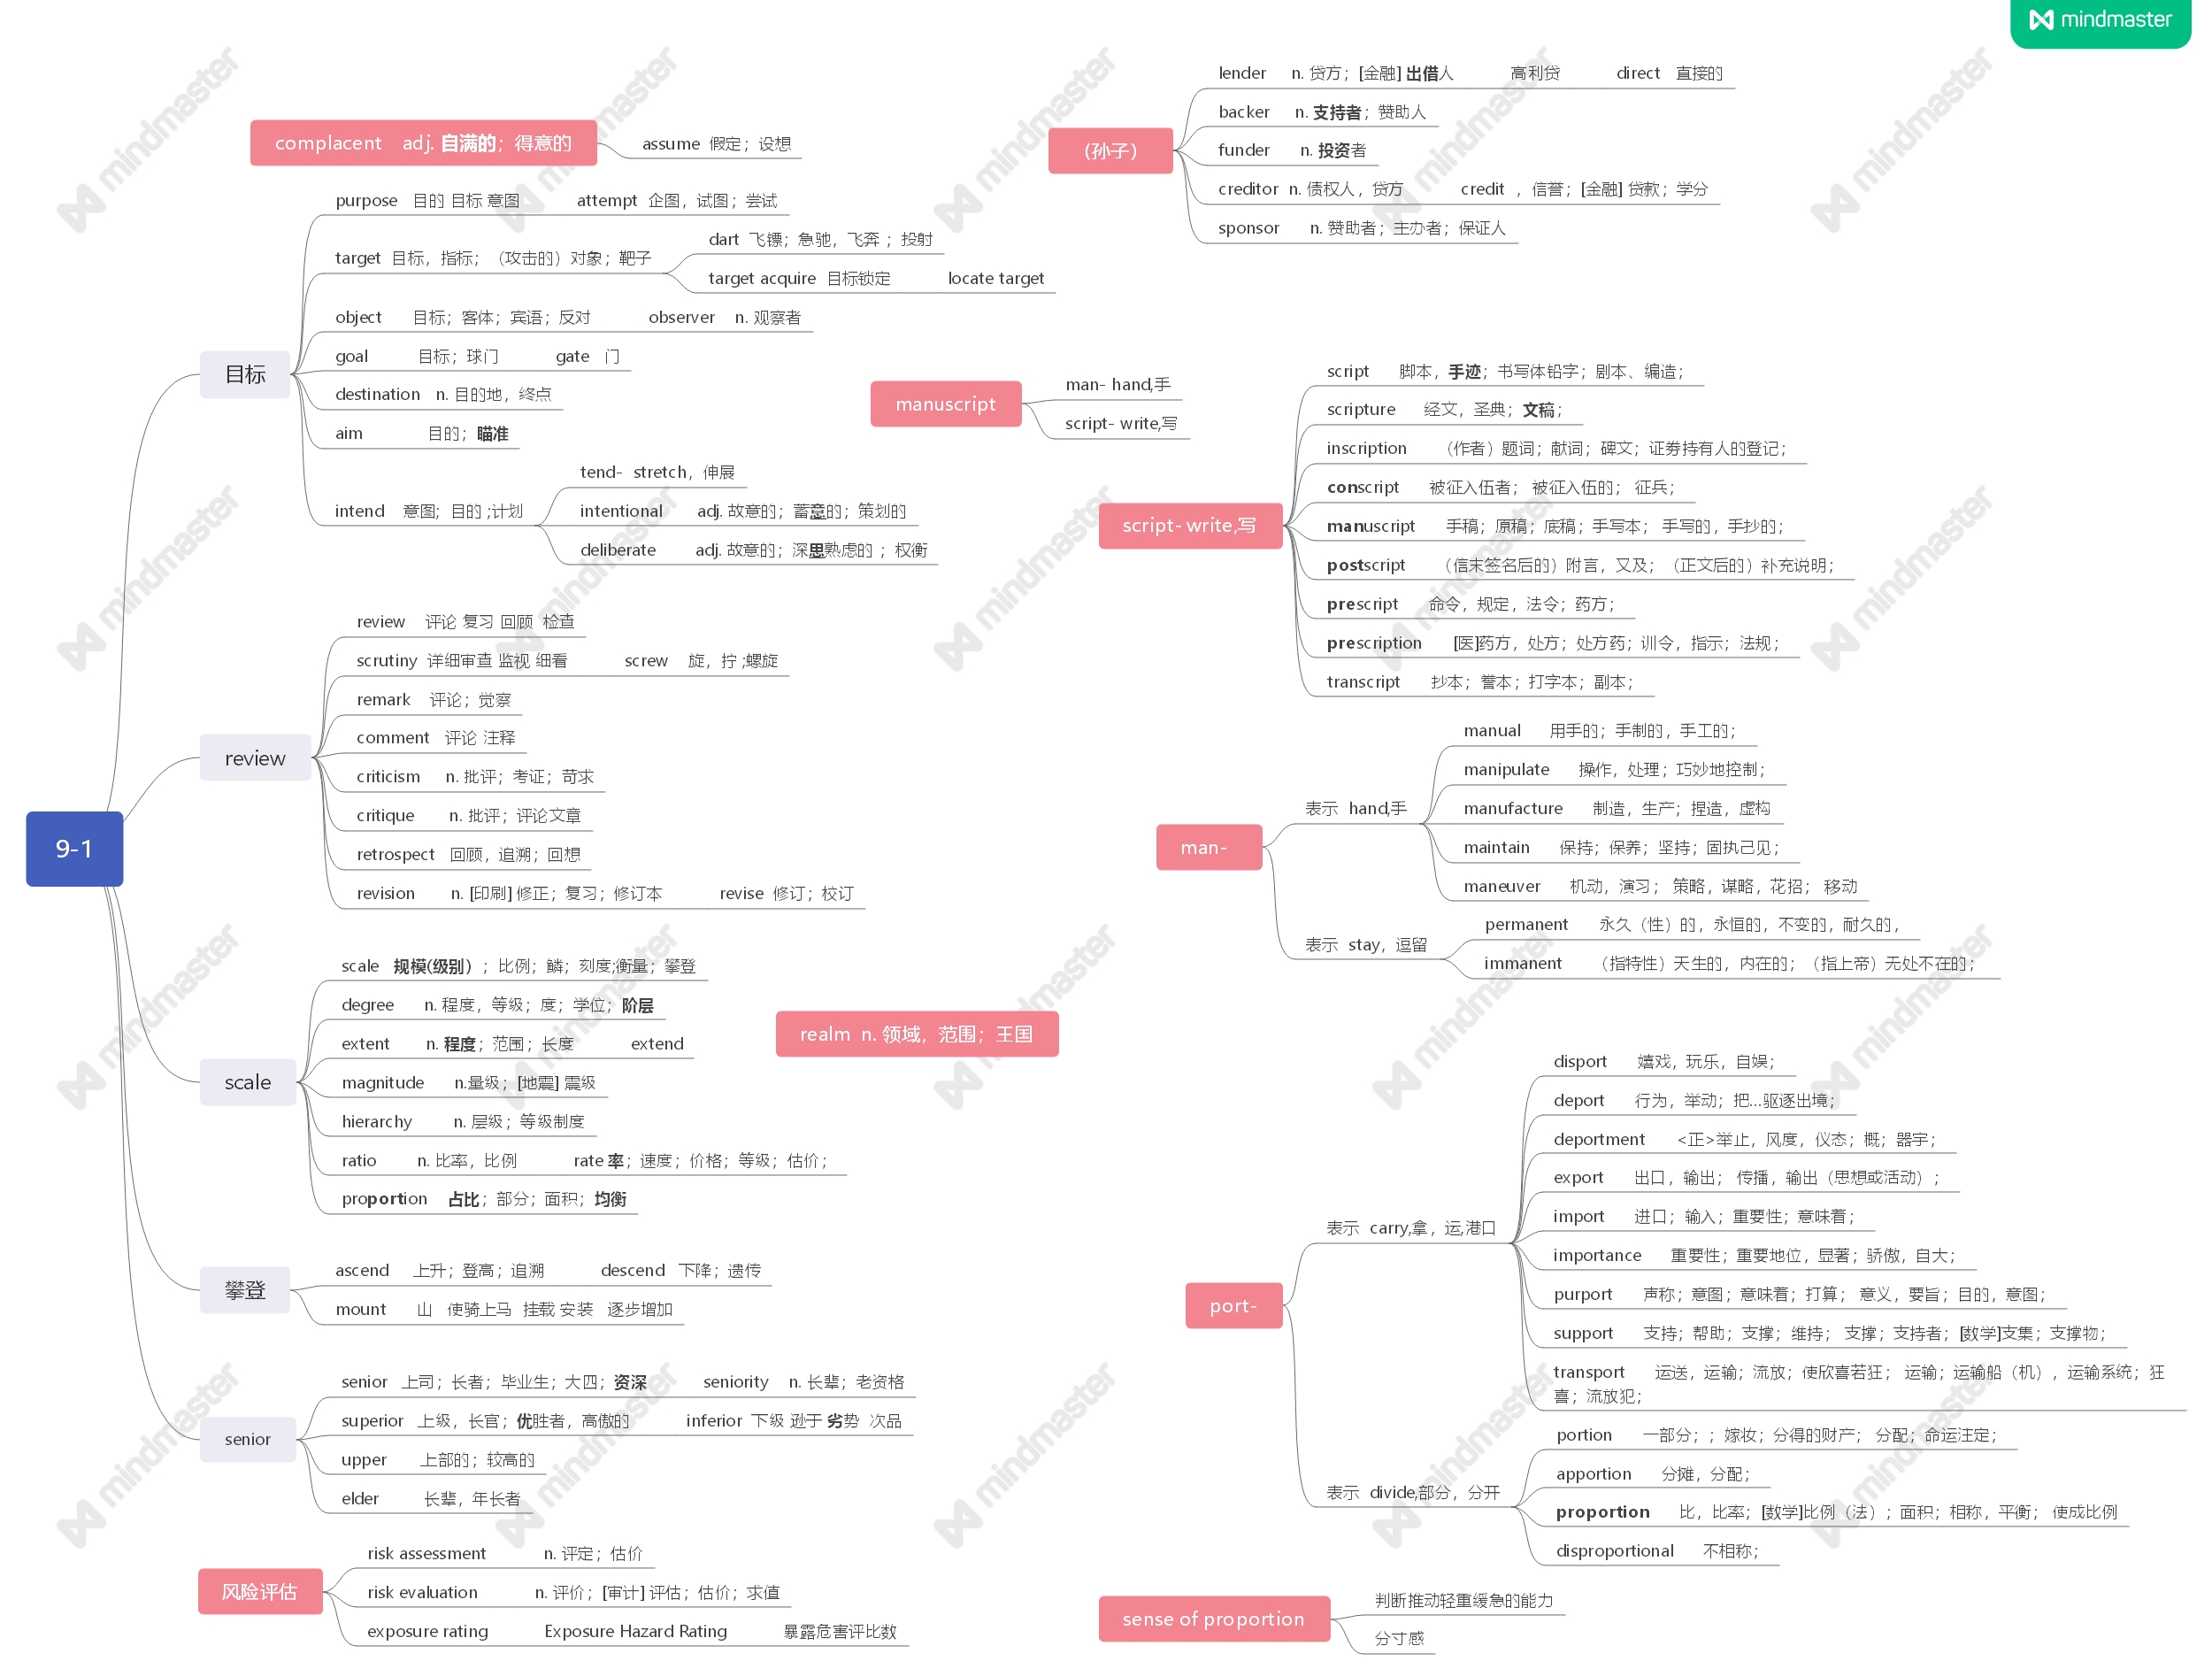 mindmaster
9-1
complacent adj. 自满的；得意的
assume 假定；设想
目标
purpose 目的 目标 意图
attempt 企图，试图；尝试
target 目标，指标；（攻击的）对象；靶子
dart 飞镖；急驰，飞奔 ；投射
target acquire 目标锁定
locate target
object 目标；客体；宾语；反对
observer n. 观察者
goal 目标；球门
gate 门
destination n. 目的地，终点
aim 目的；瞄准
intend 意图; 目的 ;计划
tend- stretch，伸展
intentional adj. 故意的；蓄意的；策划的
deliberate adj. 故意的；深思熟虑的 ；权衡
review
review 评论 复习 回顾 检查
scrutiny 详细审查 监视 细看
screw 旋，拧 ;螺旋
remark 评论；觉察
comment 评论 注释
criticism n. 批评；考证；苛求
critique n. 批评；评论文章
retrospect 回顾，追溯；回想
revision n. [印刷] 修正；复习；修订本
revise 修订；校订
scale
scale 规模(级别) ；比例；鳞；刻度;衡量；攀登
degree n. 程度，等级；度；学位；阶层
extent n. 程度；范围；长度
extend
magnitude n.量级；[地震] 震级
hierarchy n. 层级；等级制度
ratio n. 比率，比例
rate 率；速度；价格；等级；估价；
proportion 占比；部分；面积；均衡
攀登
ascend 上升；登高；追溯
descend 下降；遗传
mount 山 使骑上马 挂载 安装 逐步增加
senior
senior 上司；长者；毕业生；大四；资深
seniority n. 长辈；老资格
superior 上级，长官；优胜者，高傲的
inferior 下级 逊于 劣势 次品
upper 上部的；较高的
elder 长辈，年长者
风险评估
risk assessment n. 评定；估价
risk evaluation n. 评价；[审计] 评估；估价；求值
exposure rating
Exposure Hazard Rating
暴露危害评比数
（孙子）
lender n. 贷方；[金融] 出借人
高利贷
direct 直接的
backer n. 支持者；赞助人
funder n. 投资者
creditor n. 债权人，贷方
credit ，信誉；[金融] 贷款；学分
sponsor n. 赞助者；主办者；保证人
manuscript
man- hand,手
script- write,写
script- write,写
script 脚本，手迹；书写体铅字；剧本、编造；
scripture 经文，圣典；文稿；
inscription （作者）题词；献词；碑文；证券持有人的登记；
conscript 被征入伍者； 被征入伍的； 征兵；
manuscript 手稿；原稿；底稿；手写本； 手写的，手抄的；
postscript （信末签名后的）附言，又及；（正文后的）补充说明；
prescript 命令，规定，法令；药方；
prescription [医]药方，处方；处方药；训令，指示；法规；
transcript 抄本；誊本；打字本；副本；
man-
表示 hand,手
manual 用手的；手制的，手工的；
manipulate 操作，处理；巧妙地控制；
manufacture 制造，生产；捏造，虚构
maintain 保持；保养；坚持；固执己见；
maneuver 机动，演习； 策略，谋略，花招； 移动
表示 stay，逗留
permanent 永久（性）的，永恒的，不变的，耐久的，
immanent （指特性）天生的，内在的；（指上帝）无处不在的；
realm n. 领域，范围；王国
port-
表示 carry,拿，运,港口
disport 嬉戏，玩乐，自娱；
deport 行为，举动；把...驱逐出境；
deportment <正>举止，风度，仪态；概；器宇；
export 出口，输出； 传播，输出（思想或活动）；
import 进口；输入；重要性；意味着；
importance 重要性；重要地位，显著；骄傲，自大；
purport 声称；意图；意味着；打算； 意义，要旨；目的，意图；
support 支持；帮助；支撑；维持； 支撑；支持者；[数学]支集；支撑物；
transport 运送，运输；流放；使欣喜若狂； 运输；运输船（机），运输系统；狂
喜；流放犯；
表示 divide,部分，分开
portion 一部分；；嫁妆；分得的财产； 分配；命运注定；
apportion 分摊，分配；
proportion 比，比率；[数学]比例（法）；面积；相称，平衡； 使成比例
disproportional 不相称；
sense of proportion
判断推动轻重缓急的能力
分寸感